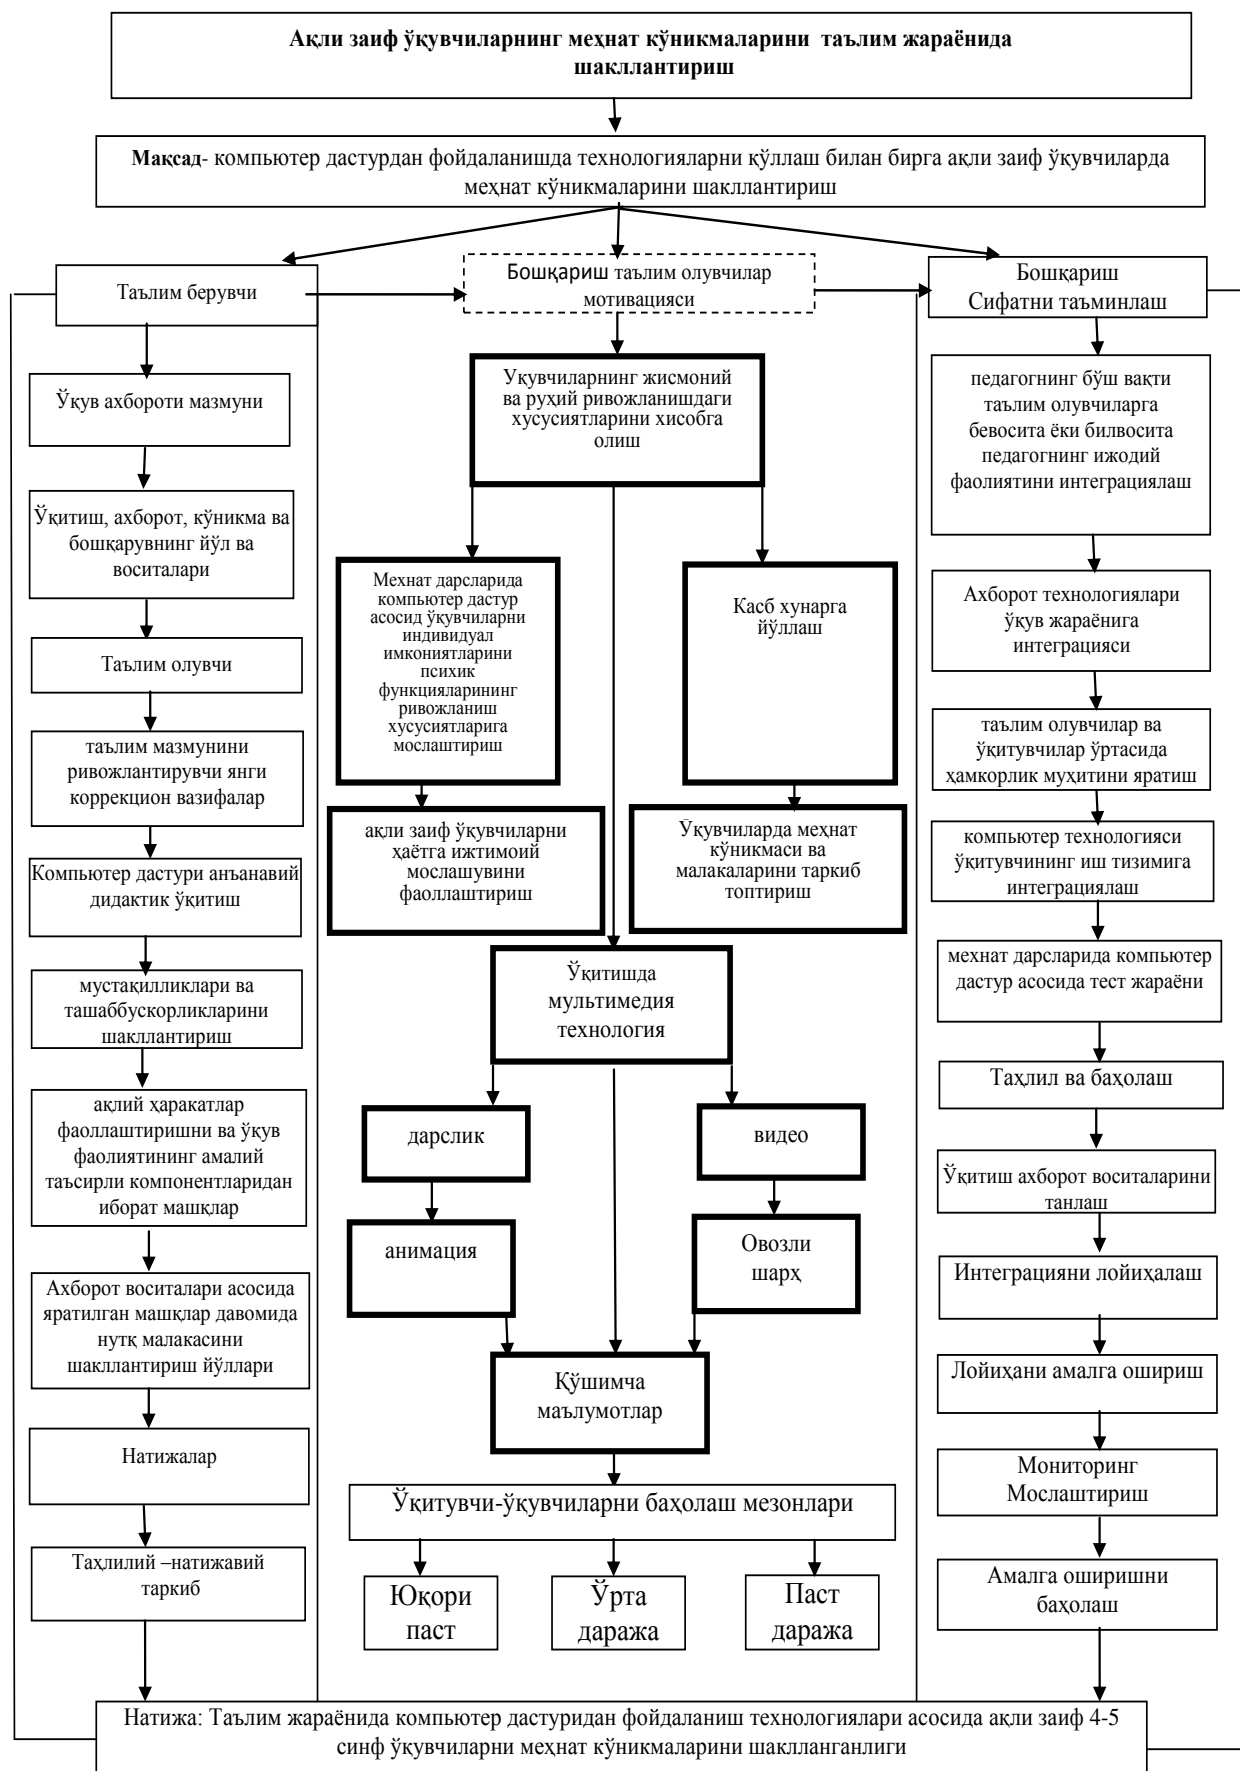 Ақли заиф ўқувчиларнинг меҳнат кўникмаларини таълим жараёнида
шакллантириш
Мақсад- компьютер дастурдан фойдаланишда технологияларни қўллаш билан бирга ақли заиф ўқувчиларда
меҳнат кўникмаларини шакллантириш
Таълим берувчи
Бошқариш таълим олувчилар
мотивацияси
Бошқариш
Сифатни таъминлаш
Ўқув ахбороти мазмуни
Ўқитиш, ахборот, кўникма ва
бошқарувнинг йўл ва
воситалари
Таълим олувчи
таълим мазмунини
ривожлантирувчи янги
коррекцион вазифалар
Компьютер дастури анъанавий
дидактик ўқитиш
мустақилликлари ва
ташаббускорликларини
шакллантириш
ақлий ҳаракатлар
фаоллаштиришни ва ўқув
фаолиятининг амалий
таъсирли компонентларидан
иборат машқлар
Ахборот воситалари асосида
яратилган машқлар давомида
нутқ малакасини
шакллантириш йўллари
Натижалар
Таҳлилий –натижавий
таркиб
Уқувчиларнинг жисмоний
ва руҳий ривожланишдаги
хусусиятларини хисобга
олиш
Мехнат дарсларида
компьютер дастур
асосид ўқувчиларни
индивидуал
имкониятларини
психик
функцияларининг
ривожланиш
хусусиятларига
мослаштириш
Касб хунарга
йўллаш
ақли заиф ўқувчиларни
ҳаётга ижтимоий
мослашувини
фаоллаштириш
Ўқувчиларда меҳнат
кўникмаси ва
малакаларини таркиб
топтириш
Ўқитишда
мультимедия
технология
дарслик
видео
анимация
Овозли
шарҳ
Қўшимча
маълумотлар
Ўқитувчи-ўқувчиларни баҳолаш мезонлари
Юқори
паст
Ўрта
даража
Паст
даража
педагогнинг бўш вақти
таълим олувчиларга
бевосита ёки билвосита
педагогнинг ижодий
фаолиятини интеграциялаш
Ахборот технологиялари
ўқув жараёнига
интеграцияси
таълим олувчилар ва
ўқитувчилар ўртасида
ҳамкорлик муҳитини яратиш
компьютер технологияси
ўқитувчининг иш тизимига
интеграциялаш
мехнат дарсларида компьютер
дастур асосида тест жараёни
Таҳлил ва баҳолаш
Ўқитиш ахборот воситаларини
танлаш
Интеграцияни лойиҳалаш
Лойиҳани амалга ошириш
Мониторинг
Мослаштириш
Амалга оширишни
баҳолаш
Натижа: Таълим жараёнида компьютер дастуридан фойдаланиш технологиялари асосида ақли заиф 4-5
синф ўқувчиларни меҳнат кўникмаларини шаклланганлиги